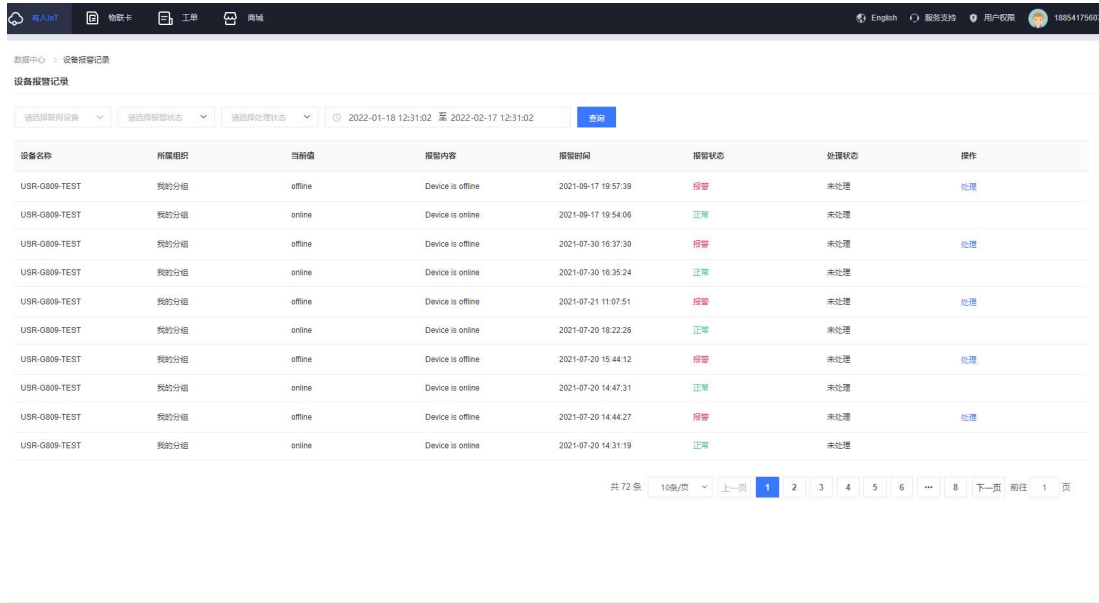 有人IoT 物联卡 工单 商城 English 服务支持 用户权限 1885417560
数据中心 > 设备报警记录
设备报警记录
请选择联网设备 请选择报警状态 请选择处理状态 2022-01-18 12:31:02 至 2022-02-17 12:31:02 查询
设备名称 所属组织 当前值 报警内容 报警时间 报警状态 处理状态 操作
USR-G809-TEST 我的分组 offline Device is offline 2021-09-17 19:57:39 报警 未处理 处理
USR-G809-TEST 我的分组 online Device is online 2021-09-17 19:54:06 正常 未处理
USR-G809-TEST 我的分组 offline Device is offline 2021-07-30 16:37:30 报警 未处理 处理
USR-G809-TEST 我的分组 online Device is online 2021-07-30 16:35:24 正常 未处理
USR-G809-TEST 我的分组 offline Device is offline 2021-07-21 11:07:51 报警 未处理 处理
USR-G809-TEST 我的分组 online Device is online 2021-07-20 18:22:26 正常 未处理
USR-G809-TEST 我的分组 offline Device is offline 2021-07-20 15:44:12 报警 未处理 处理
USR-G809-TEST 我的分组 online Device is online 2021-07-20 14:47:31 正常 未处理
USR-G809-TEST 我的分组 offline Device is offline 2021-07-20 14:44:27 报警 未处理 处理
USR-G809-TEST 我的分组 online Device is online 2021-07-20 14:31:19 正常 未处理
共 72 条 10条/页 上一页 1 2 3 4 5 6 ··· 8 下一页 前往 1 页